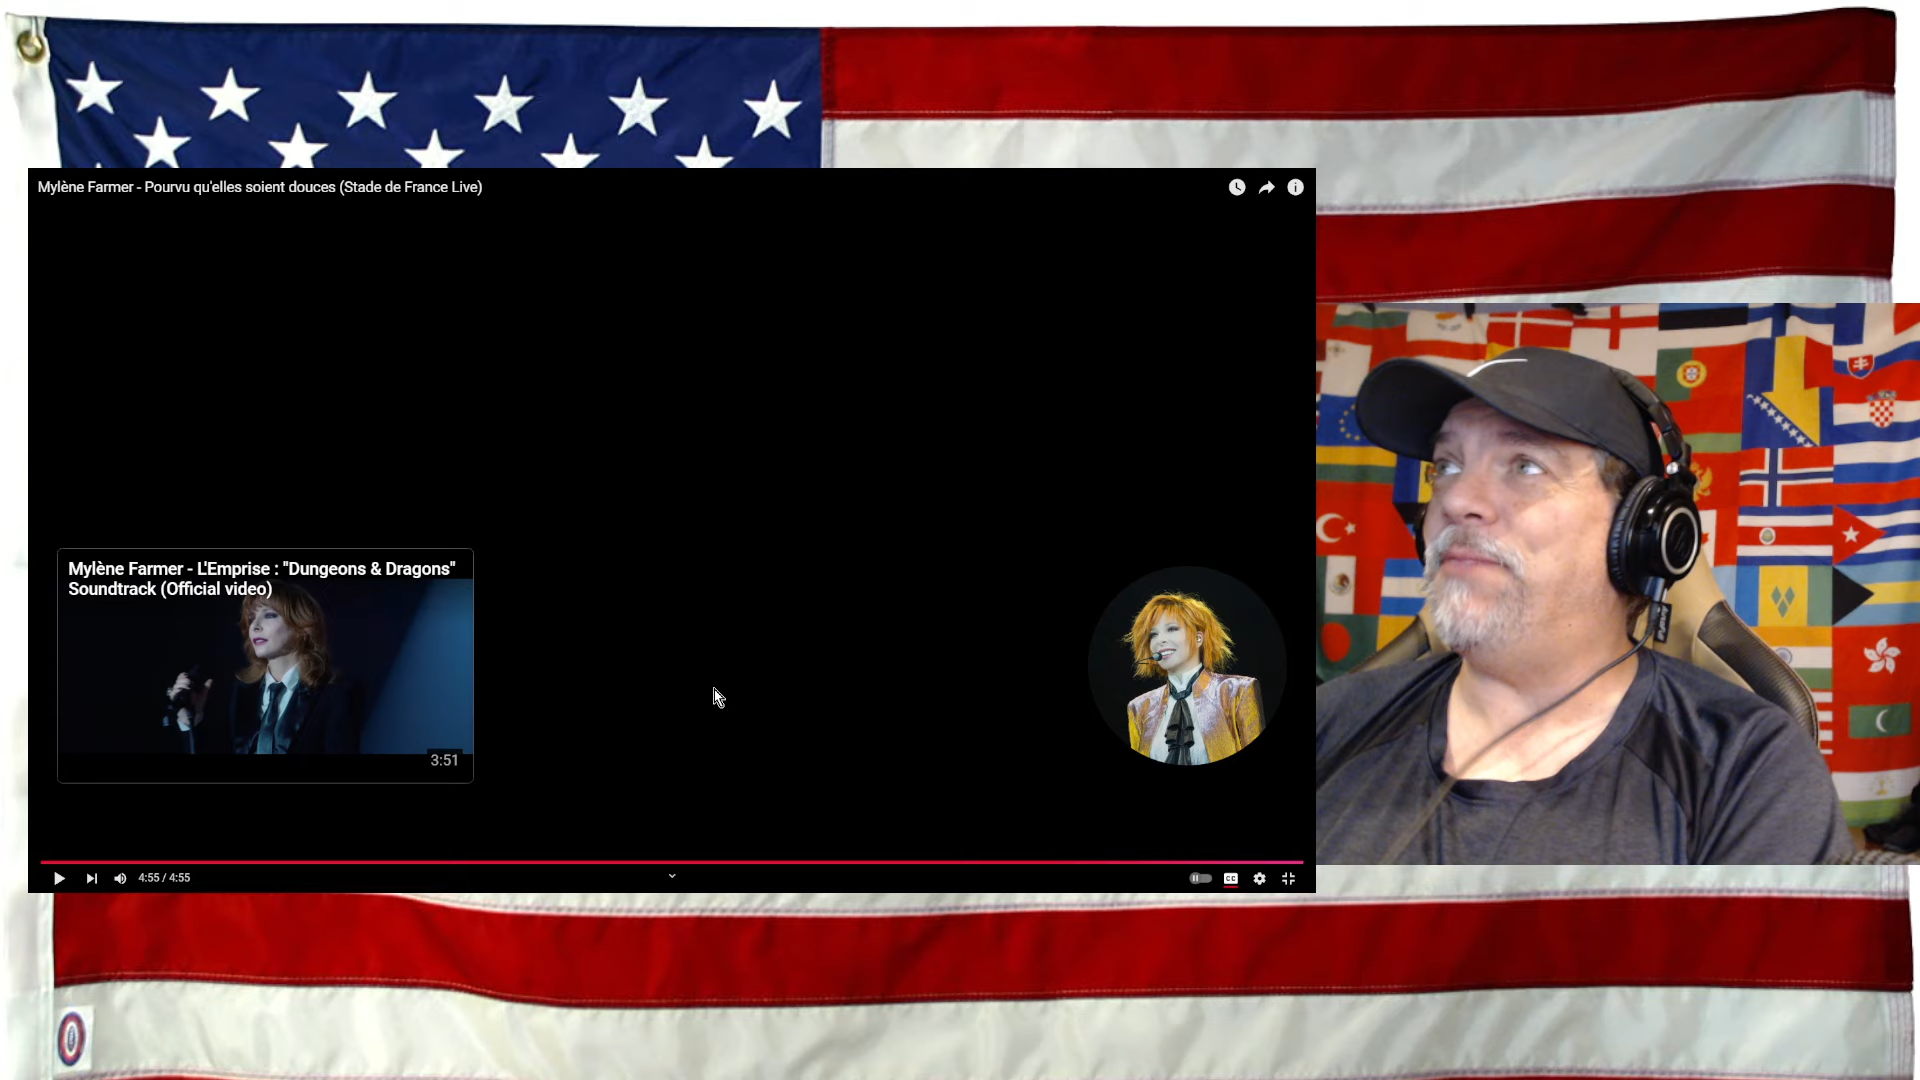 Mylène Farmer - Pourvu qu'elles soient douces (Stade de France Live)
Mylène Farmer - L'Emprise : "Dungeons & Dragons"
Soundtrack (Official video)
3:51
4:55 / 4:55
CC